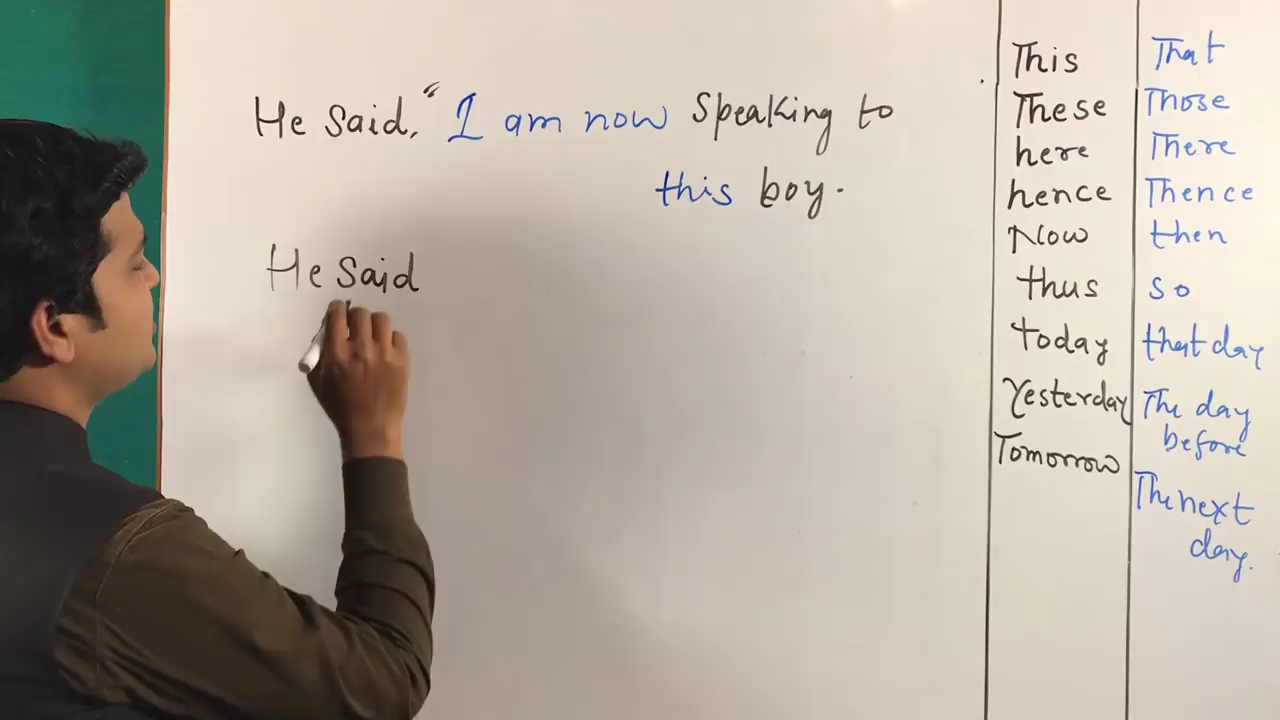 He Said, " I am now Speaking to
this boy.
He Said
This That
These Those
here There
hence Thence
Now then
thus so
today that day
Yesterday The day
before
Tomorrow
The next
day.